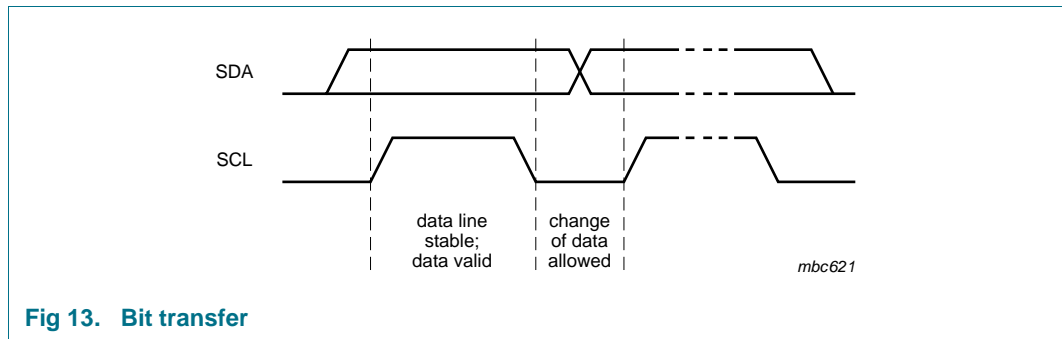 SDA
SCL
data line
stable;
data valid
change
of data
allowed
mbc621
Fig 13. Bit transfer